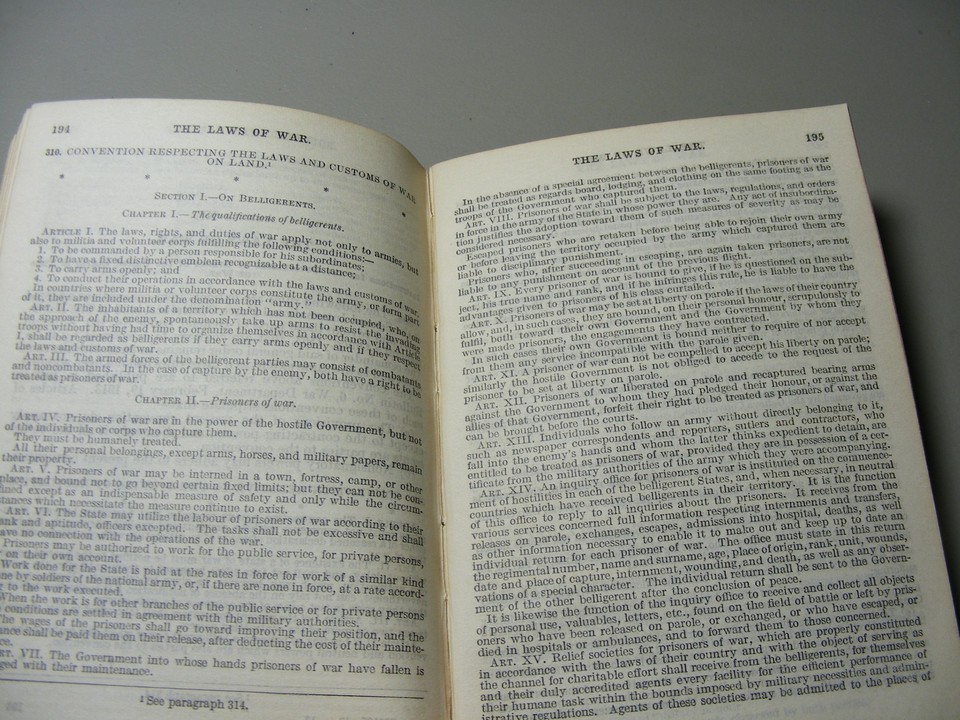 194
THE LAWS OF WAR.
310. CONVENTION RESPECTING THE LAWS AND CUSTOMS OF WAR
ON LAND.¹
* * * *
SECTION I.—ON BELLIGERENTS.
CHAPTER I.—The qualifications of belligerents.
ARTICLE I. The laws, rights, and duties of war apply not only to armies, but
also to militia and volunteer corps fulfilling the following conditions:—
1. To be commanded by a person responsible for his subordinates;
2. To have a fixed distinctive emblem recognizable at a distance;
3. To carry arms openly; and
4. To conduct their operations in accordance with the laws and customs of war.
In countries where militia or volunteer corps constitute the army, or form part
of it, they are included under the denomination "army."
ART. II. The inhabitants of a territory which has not been occupied, who, on
the approach of the enemy, spontaneously take up arms to resist the invading
troops without having had time to organize themselves in accordance with Article
I, shall be regarded as belligerents if they carry arms openly and if they respect
the laws and customs of war.
ART. III. The armed forces of the belligerent parties may consist of combatants
and noncombatants. In the case of capture by the enemy, both have a right to be
treated as prisoners of war.
CHAPTER II.—Prisoners of war.
ART. IV. Prisoners of war are in the power of the hostile Government, but not
of the individuals or corps who capture them.
They must be humanely treated.
All their personal belongings, except arms, horses, and military papers, remain
their property.
ART. V. Prisoners of war may be interned in a town, fortress, camp, or other
place, and bound not to go beyond certain fixed limits; but they can not be con-
fined except as an indispensable measure of safety and only while the circum-
stances which necessitate the measure continue to exist.
ART. VI. The State may utilize the labour of prisoners of war according to their
rank and aptitude, officers excepted. The tasks shall not be excessive and shall
have no connection with the operations of the war.
Prisoners may be authorized to work for the public service, for private persons,
or on their own account.
Work done for the State is paid at the rates in force for work of a similar kind
done by soldiers of the national army, or, if there are none in force, at a rate accord-
to the work executed.
When the work is for other branches of the public service or for private persons
conditions are settled in agreement with the military authorities.
The wages of the prisoners shall go toward improving their position, and the
balance shall be paid them on their release, after deducting the cost of their mainte-
nance.
ART. VII. The Government into whose hands prisoners of war have fallen is
charged with their maintenance.
¹ See paragraph 314.
THE LAWS OF WAR.
195
In the absence of a special agreement between the belligerents, prisoners of war
shall be treated as regards board, lodging, and clothing on the same footing as the
troops of the Government who captured them.
ART. VIII. Prisoners of war shall be subject to the laws, regulations, and orders
in force in the army of the State in whose power they are. Any act of insubordina-
tion justifies the adoption toward them of such measures of severity as may be
considered necessary.
Escaped prisoners who are retaken before being able to rejoin their own army
or before leaving the territory occupied by the army which captured them are
liable to disciplinary punishment.
Prisoners who, after succeeding in escaping, are again taken prisoners, are not
liable to any punishment on account of the previous flight.
ART. IX. Every prisoner of war is bound to give, if he is questioned on the sub-
ject, his true name and rank, and if he infringes this rule, he is liable to have the
advantages given to prisoners of his class curtailed.
ART. X. Prisoners of war may be set at liberty on parole if the laws of their country
allow, and, in such cases, they are bound, on their personal honour, scrupulously to
fulfil, both toward their own Government and the Government by whom they
were made prisoners, the engagements they have contracted.
In such cases their own Government is bound neither to require of nor accept
from them any service incompatible with the parole given.
ART. XI. A prisoner of war can not be compelled to accept his liberty on parole;
similarly the hostile Government is not obliged to accede to the request of the
prisoner to be set at liberty on parole.
ART. XII. Prisoners of war liberated on parole and recaptured bearing arms
against the Government to whom they had pledged their honour, or against the
allies of that Government, forfeit their right to be treated as prisoners of war, and
can be brought before the courts.
ART. XIII. Individuals who follow an army without directly belonging to it,
such as newspaper correspondents and reporters, sutlers and contractors, who
fall into the enemy's hands and whom the latter thinks expedient to detain, are
entitled to be treated as prisoners of war, provided they are in possession of a cer-
tificate from the military authorities of the army which they were accompanying.
ART. XIV. An inquiry office for prisoners of war is instituted on the commence-
ment of hostilities in each of the belligerent States, and, when necessary, in neutral
countries which have received belligerents in their territory. It is the function
of this office to reply to all inquiries about the prisoners. It receives from the
various services concerned full information respecting internments and transfers,
releases on parole, exchanges, escapes, admissions into hospital, deaths, as well
as other information necessary to enable it to make out and keep up to date an
individual return for each prisoner of war. The office must state in this return
the regimental number, name and surname, age, place of origin, rank, unit, wounds,
date and place of capture, internment, wounding, and death, as well as any obser-
vations of a special character. The individual return shall be sent to the Govern-
ment of the other belligerent after the conclusion of peace.
It is likewise the function of the inquiry office to receive and collect all objects
of personal use, valuables, letters, etc., found on the field of battle or left by pris-
oners who have been released on parole, or exchanged, or who have escaped, or
died in hospitals or ambulances, and to forward them to those concerned.
ART. XV. Relief societies for prisoners of war, which are properly constituted
in accordance with the laws of their country and with the object of serving as
the channel for charitable effort shall receive from the belligerents, for themselves
and their duly accredited agents every facility for the efficient performance of
their humane task within the bounds imposed by military necessities and admin-
istrative regulations. Agents of these societies may be admitted to the places of